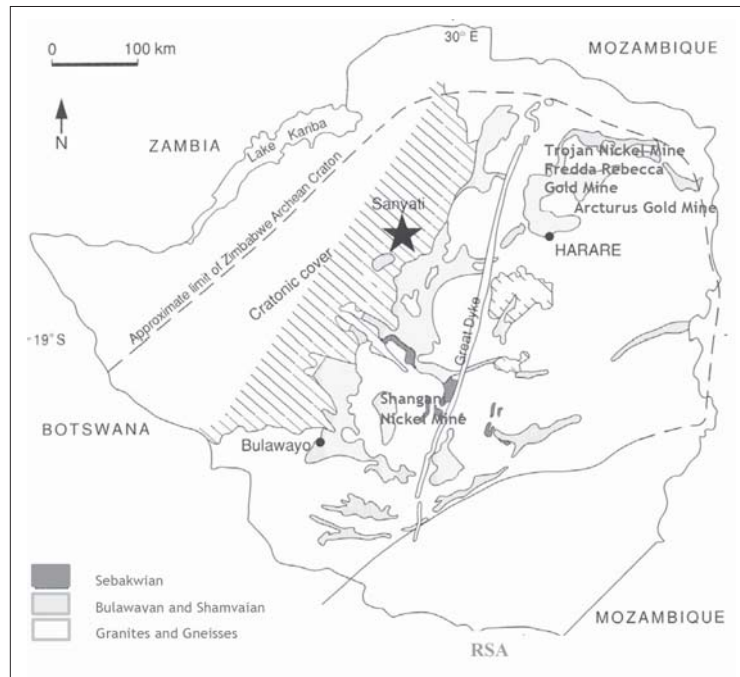 0
100 km
30° E
MOZAMBIQUE
N
ZAMBIA
Lake Kariba
Trojan Nickel Mine
Fredda Rebecca
Gold Mine
Arcturus Gold Mine
Sanyati
HARARE
Approximate limit of Zimbabwe Archean Craton
Cratonic cover
Great Dyke
19° S
Shangani
Nickel Mine
BOTSWANA
Bulawayo
Sebakwian
Bulawavan and Shamvaian
Granites and Gneisses
MOZAMBIQUE
RSA